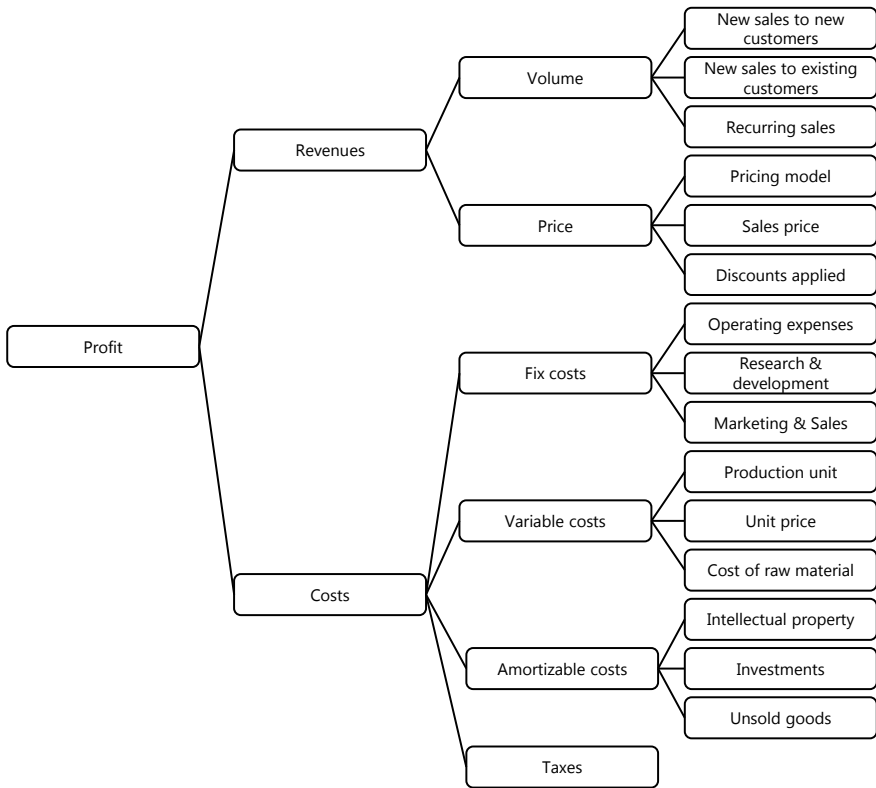 New sales to new
customers
Volume
New sales to existing
customers
Recurring sales
Revenues
Pricing model
Price
Sales price
Discounts applied
Profit
Operating expenses
Fix costs
Research &
development
Marketing & Sales
Production unit
Variable costs
Unit price
Cost of raw material
Costs
Intellectual property
Amortizable costs
Investments
Unsold goods
Taxes